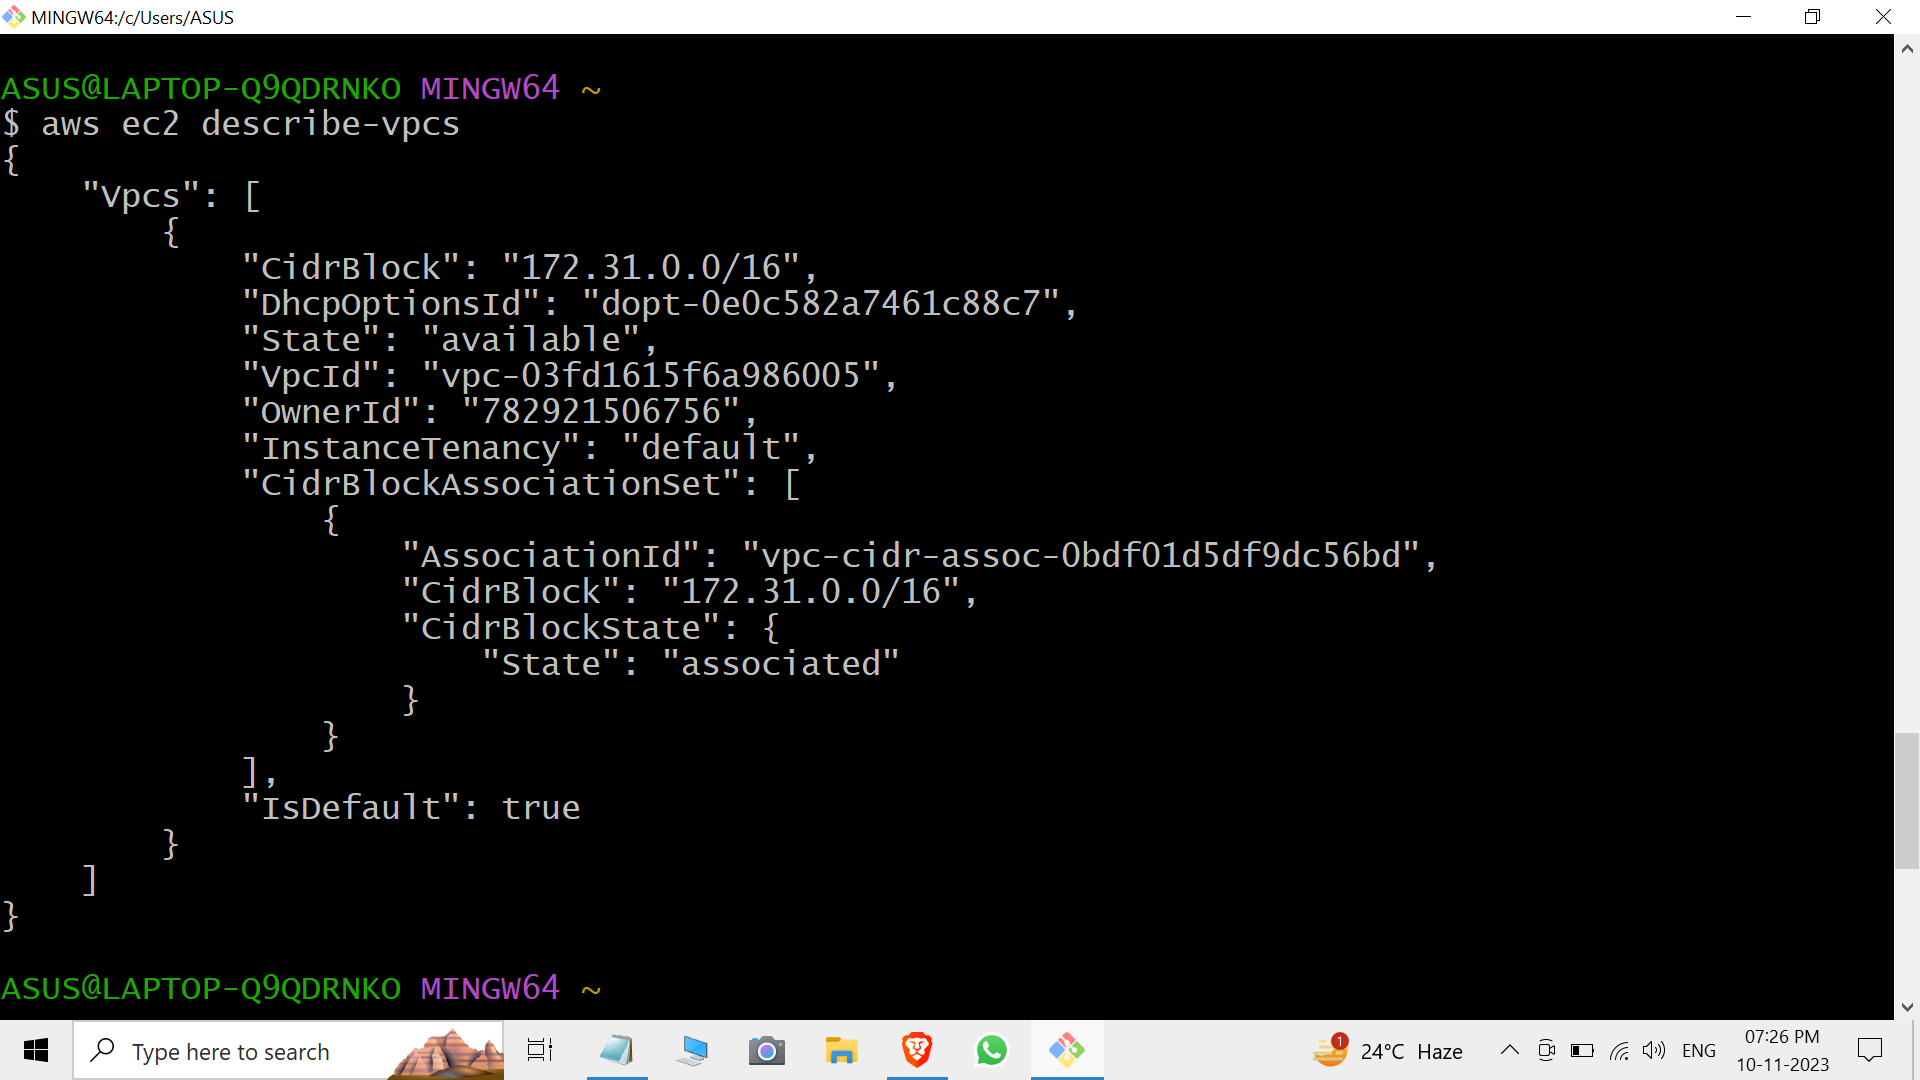 MINGW64:/c/Users/ASUS
ASUS@LAPTOP-Q9QDRNKO MINGW64 ~
$ aws ec2 describe-vpcs
{
    "Vpcs": [
        {
            "CidrBlock": "172.31.0.0/16",
            "DhcpOptionsId": "dopt-0e0c582a7461c88c7",
            "State": "available",
            "VpcId": "vpc-03fd1615f6a986005",
            "OwnerId": "782921506756",
            "InstanceTenancy": "default",
            "CidrBlockAssociationSet": [
                {
                    "AssociationId": "vpc-cidr-assoc-0bdf01d5df9dc56bd",
                    "CidrBlock": "172.31.0.0/16",
                    "CidrBlockState": {
                        "State": "associated"
                    }
                }
            ],
            "IsDefault": true
        }
    ]
}
ASUS@LAPTOP-Q9QDRNKO MINGW64 ~
Type here to search
1
24°C Haze
ENG
07:26 PM
10-11-2023